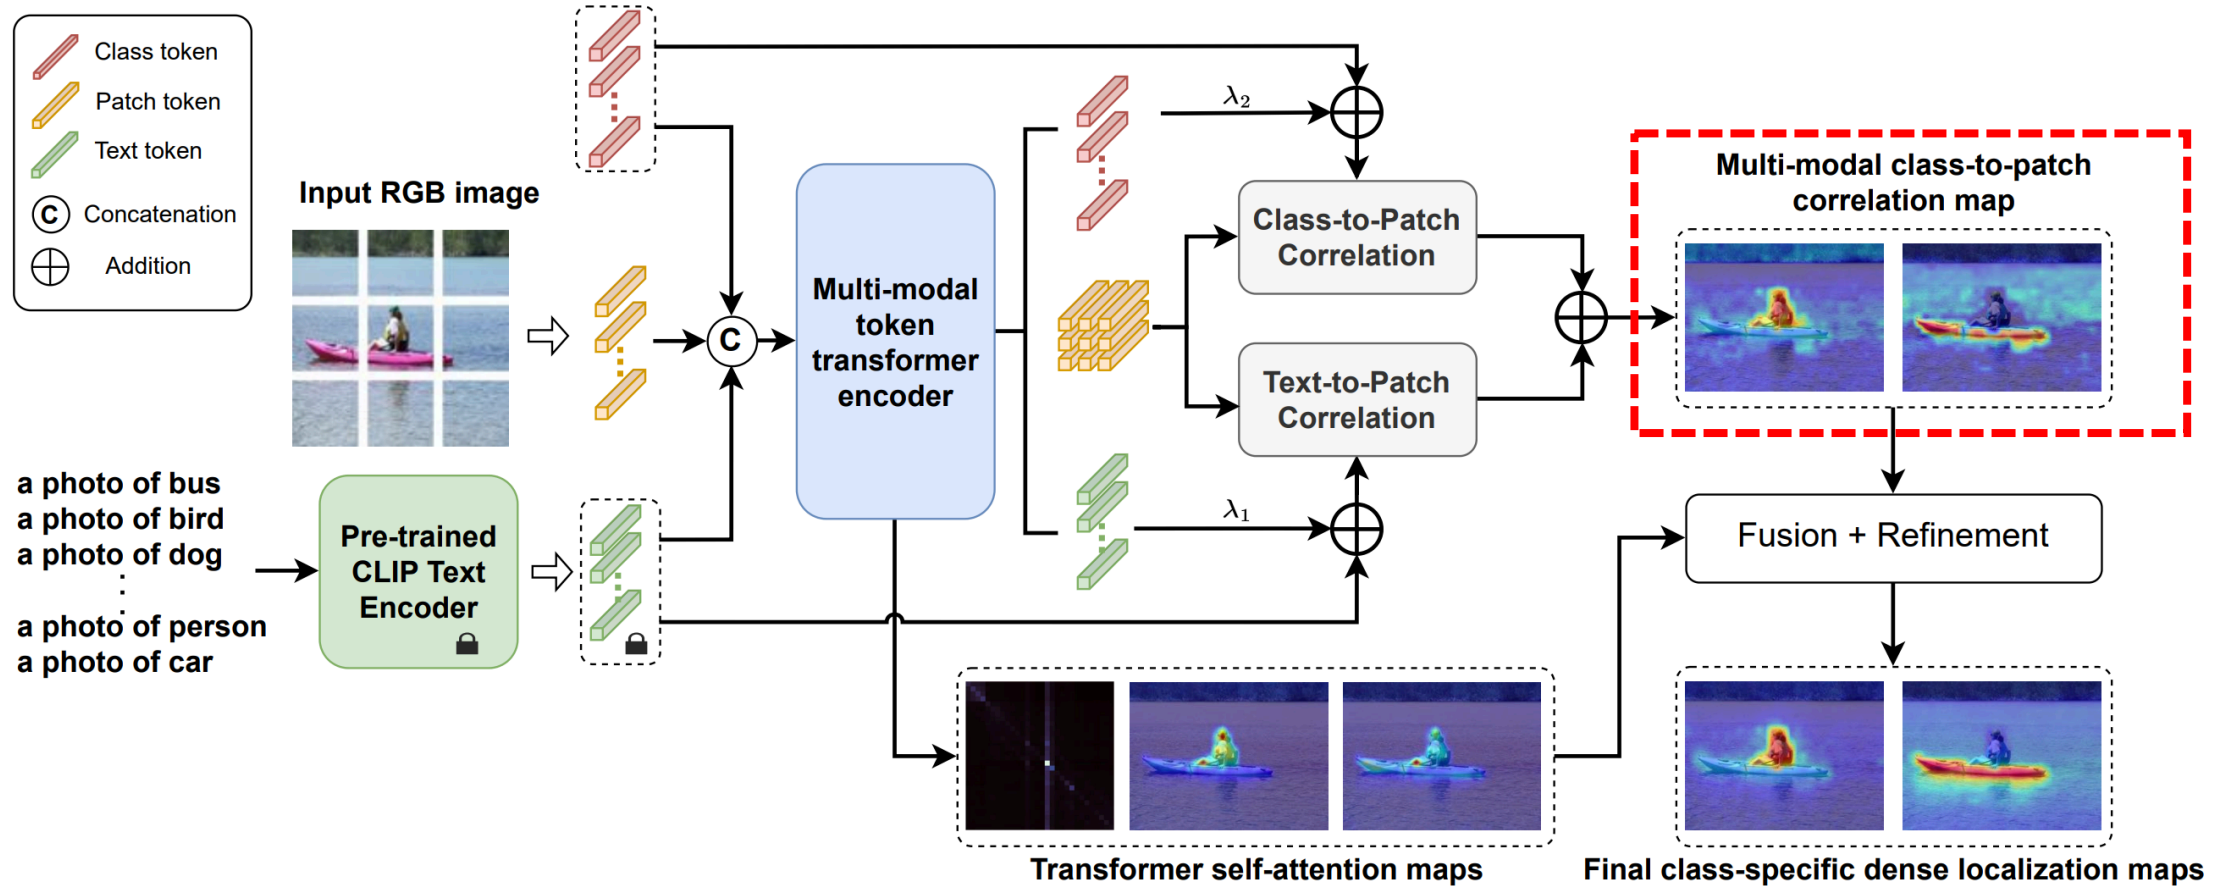 Class token
Patch token
Text token
C Concatenation
Addition
Input RGB image
a photo of bus
a photo of bird
a photo of dog
a photo of person
a photo of car
Pre-trained
CLIP Text
Encoder
C
Multi-modal
token
transformer
encoder
λ2
λ1
Class-to-Patch
Correlation
Text-to-Patch
Correlation
Multi-modal class-to-patch
correlation map
Fusion + Refinement
Transformer self-attention maps
Final class-specific dense localization maps